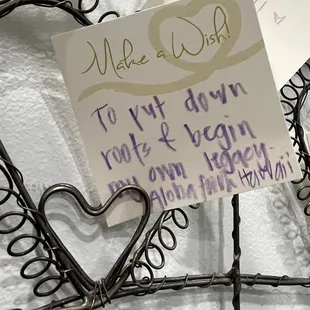 Make a Wish!
To put down
roots & begin
my own legacy
Aloha from Hawaii